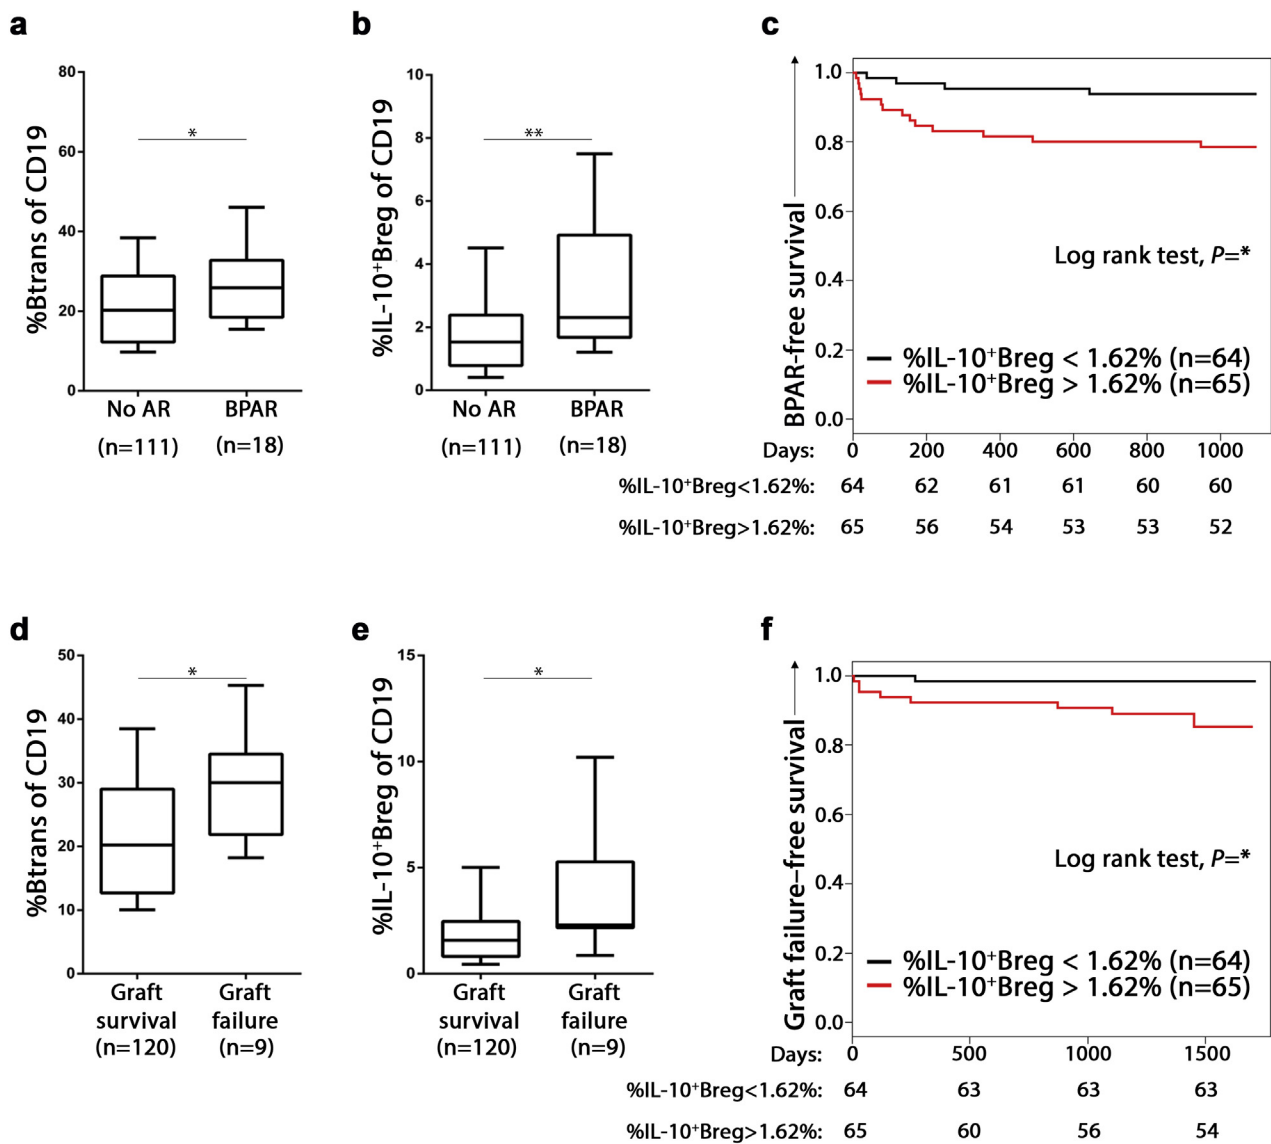 a
%Btrans of CD19
80
60
40
20
0
*
No AR
BPAR
(n=111)
(n=18)
b
%IL-10+Breg of CD19
10
8
6
4
2
0
**
No AR
BPAR
(n=111)
(n=18)
c
BPAR-free survival
1.0
0.8
0.6
0.4
0.2
0.0
Log rank test, P=*
%IL-10+Breg < 1.62% (n=64)
%IL-10+Breg > 1.62% (n=65)
Days: 0 200 400 600 800 1000
%IL-10+Breg<1.62%: 64 62 61 61 60 60
%IL-10+Breg>1.62%: 65 56 54 53 53 52
d
%Btrans of CD19
50
40
30
20
10
0
*
Graft
survival
(n=120)
Graft
failure
(n=9)
e
%IL-10+Breg of CD19
15
10
5
0
*
Graft
survival
(n=120)
Graft
failure
(n=9)
f
Graft failure–free survival
1.0
0.8
0.6
0.4
0.2
0.0
Log rank test, P=*
%IL-10+Breg < 1.62% (n=64)
%IL-10+Breg > 1.62% (n=65)
Days: 0 500 1000 1500
%IL-10+Breg<1.62%: 64 63 63 63
%IL-10+Breg>1.62%: 65 60 56 54